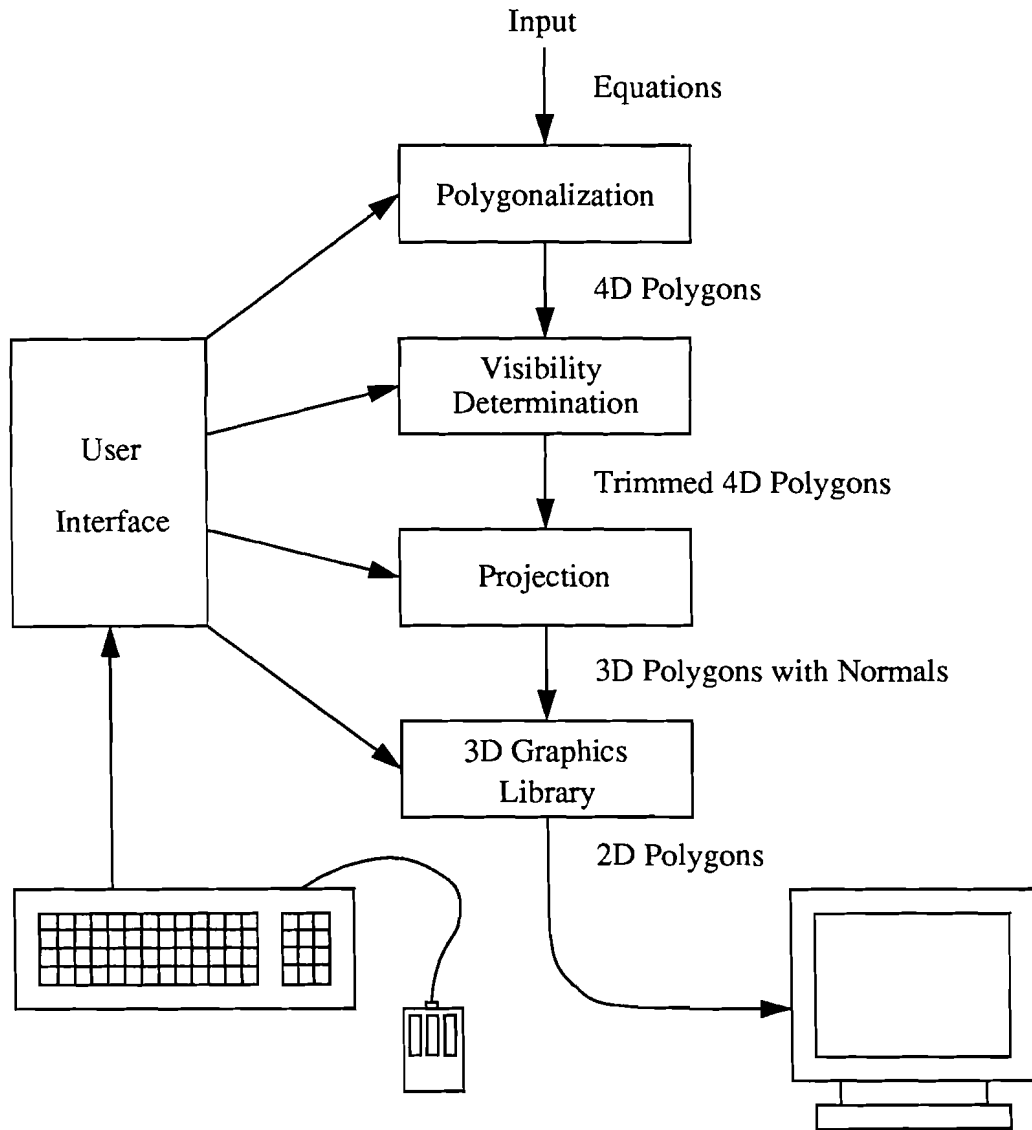 Input
Equations
Polygonalization
4D Polygons
Visibility
Determination
User
Interface
Trimmed 4D Polygons
Projection
3D Polygons with Normals
3D Graphics
Library
2D Polygons